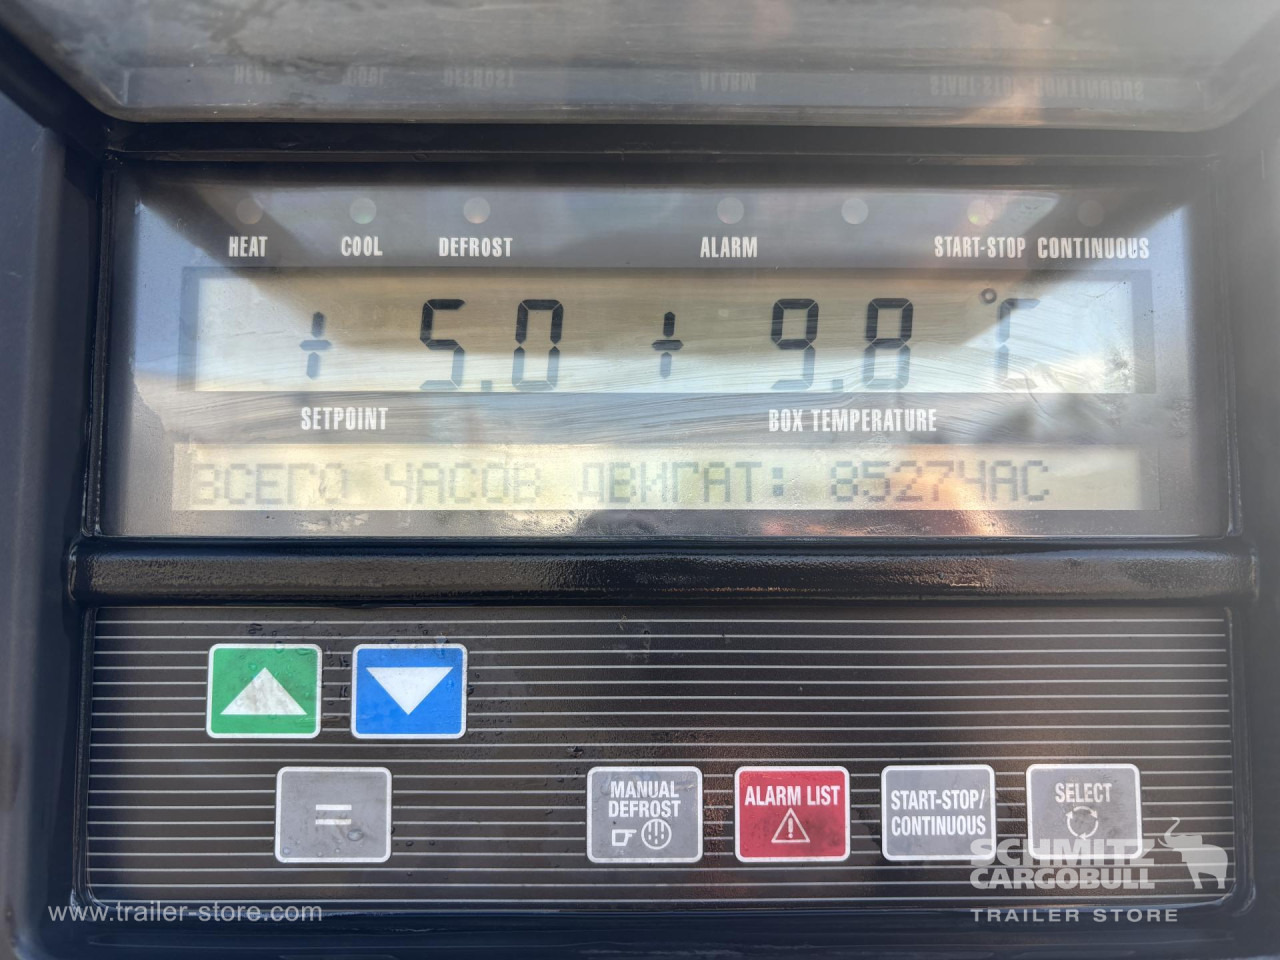 HEAT COOL DEFROST ALARM START-STOP CONTINUOUS
+ 5.0 + 9.8 °C
SETPOINT BOX TEMPERATURE
ВСЕГО ЧАСОВ ДВИГАТ: 8527ЧАС
=
MANUAL DEFROST
ALARM LIST
START-STOP/
CONTINUOUS
SELECT
SCHMITZ
CARGOBULL
TRAILER STORE
www.trailer-store.com